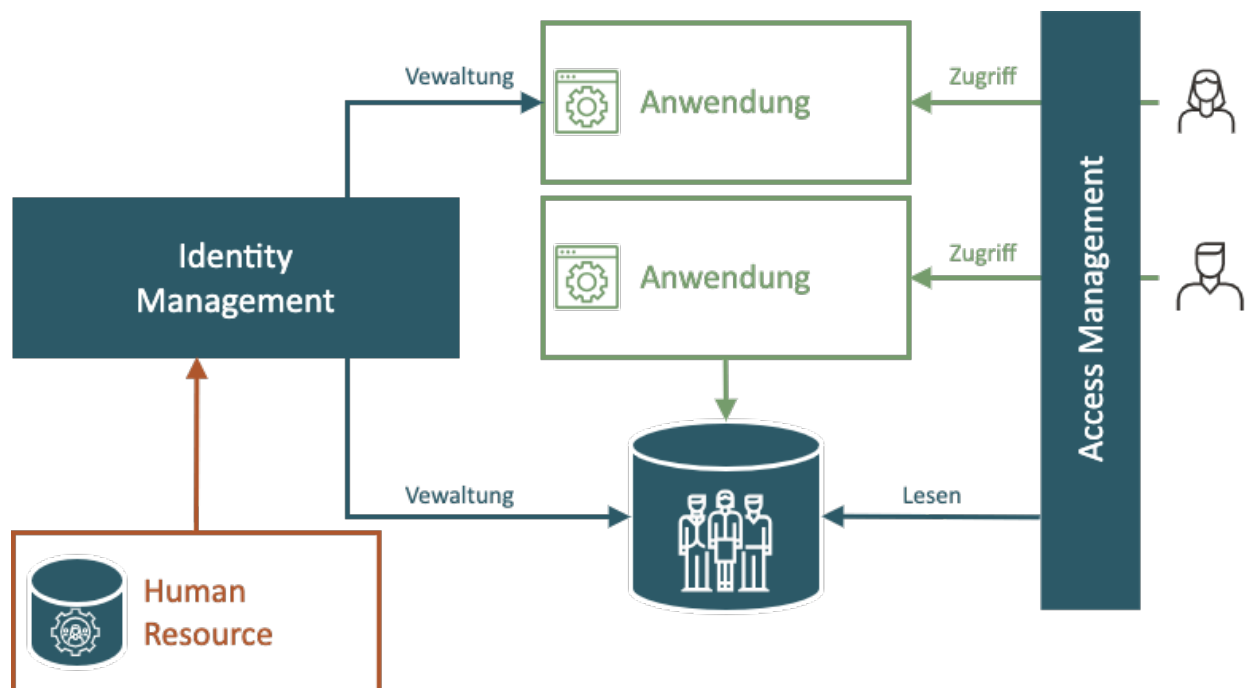 Vewaltung
Anwendung
Zugriff
Identity
Management
Anwendung
Zugriff
Access Management
Vewaltung
Lesen
Human
Resource